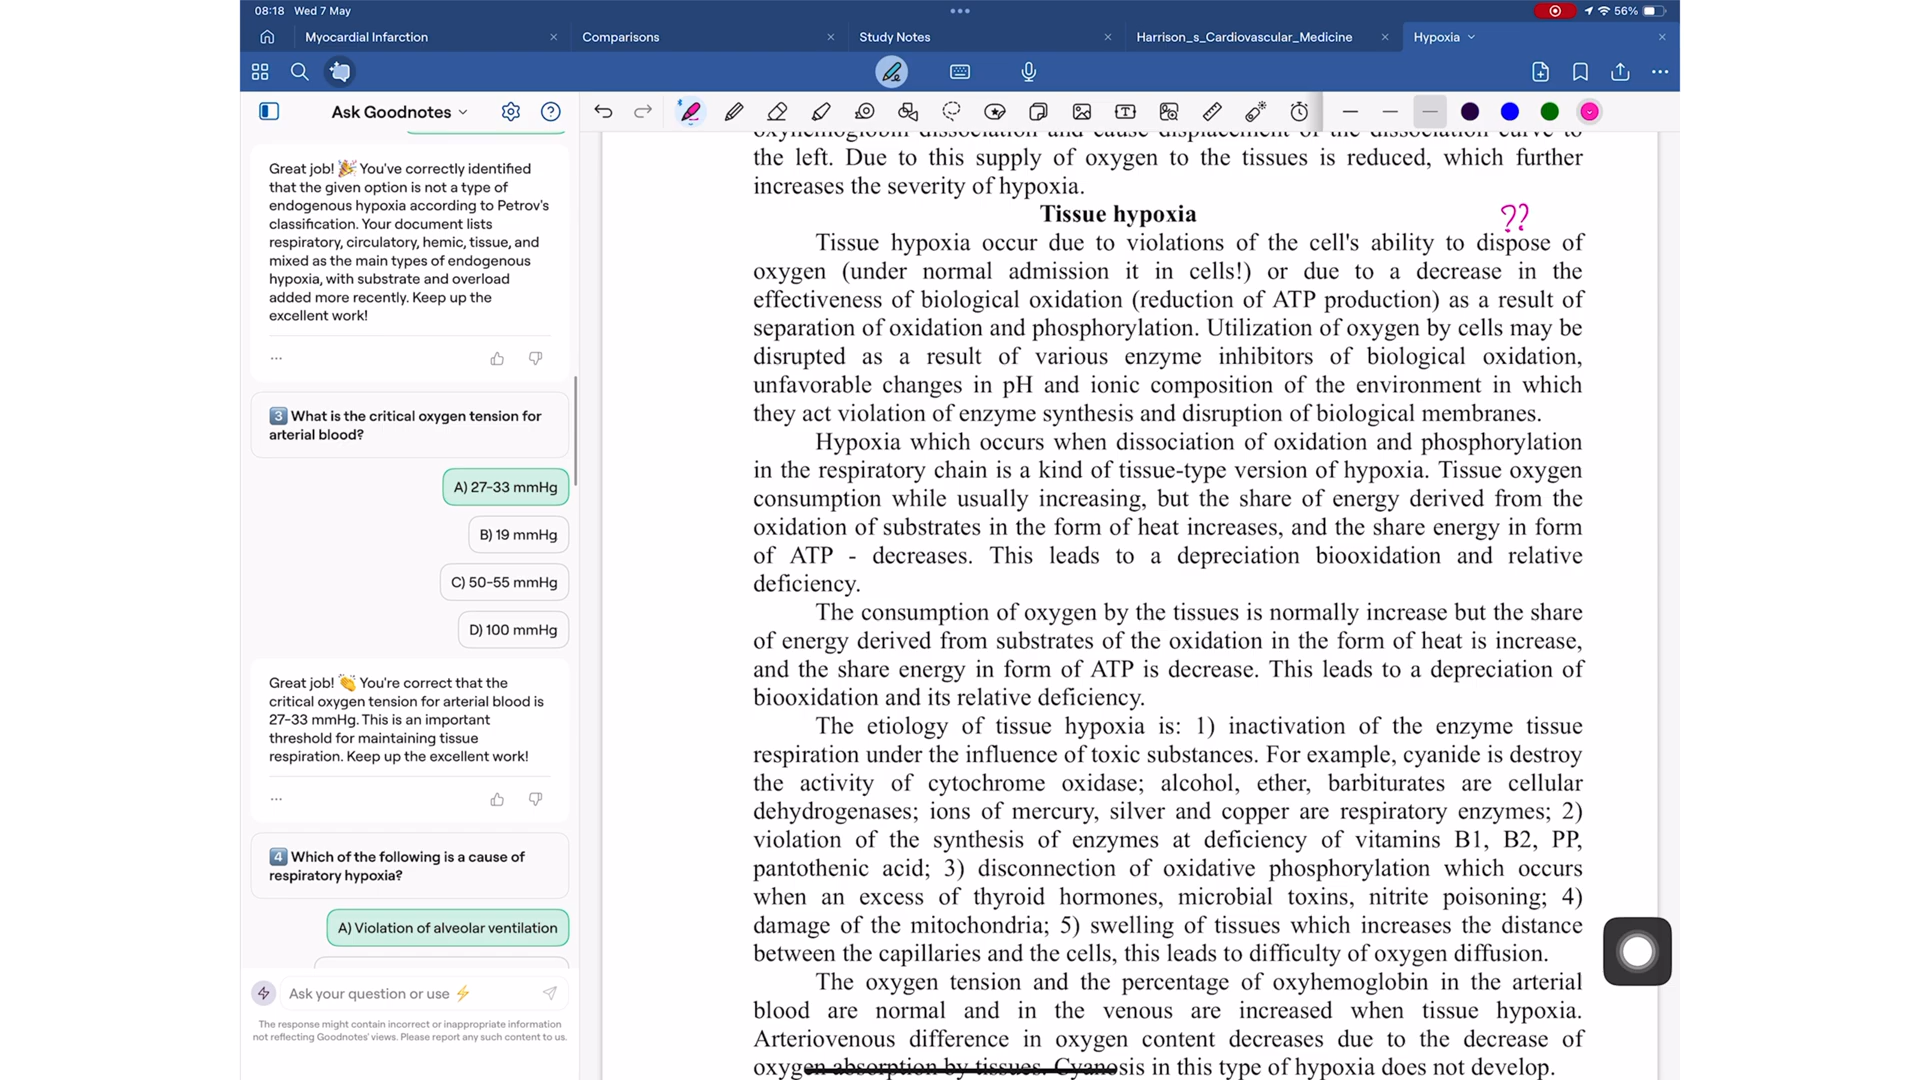 08:18 Wed 7 May
56%
Myocardial Infarction
Comparisons
Study Notes
Harrison_s_Cardiovascular_Medicine
Hypoxia
Ask Goodnotes
Great job! 🎉 You've correctly identified
that the given option is not a type of
endogenous hypoxia according to Petrov's
classification. Your document lists
respiratory, circulatory, hemic, tissue, and
mixed as the main types of endogenous
hypoxia, with substrate and overload
added more recently. Keep up the
excellent work!
3 What is the critical oxygen tension for
arterial blood?
A) 27-33 mmHg
B) 19 mmHg
C) 50-55 mmHg
D) 100 mmHg
Great job! 👏 You're correct that the
critical oxygen tension for arterial blood is
27-33 mmHg. This is an important
threshold for maintaining tissue
respiration. Keep up the excellent work!
4 Which of the following is a cause of
respiratory hypoxia?
A) Violation of alveolar ventilation
Ask your question or use ⚡
The response might contain incorrect or inappropriate information
not reflecting Goodnotes' views. Please report any such content to us.
oxyhemoglobin dissociation and cause displacement of the dissociation curve to
the left. Due to this supply of oxygen to the tissues is reduced, which further
increases the severity of hypoxia.
Tissue hypoxia
??
Tissue hypoxia occur due to violations of the cell's ability to dispose of
oxygen (under normal admission it in cells!) or due to a decrease in the
effectiveness of biological oxidation (reduction of ATP production) as a result of
separation of oxidation and phosphorylation. Utilization of oxygen by cells may be
disrupted as a result of various enzyme inhibitors of biological oxidation,
unfavorable changes in pH and ionic composition of the environment in which
they act violation of enzyme synthesis and disruption of biological membranes.
Hypoxia which occurs when dissociation of oxidation and phosphorylation
in the respiratory chain is a kind of tissue-type version of hypoxia. Tissue oxygen
consumption while usually increasing, but the share of energy derived from the
oxidation of substrates in the form of heat increases, and the share energy in form
of ATP - decreases. This leads to a depreciation biooxidation and relative
deficiency.
The consumption of oxygen by the tissues is normally increase but the share
of energy derived from substrates of the oxidation in the form of heat is increase,
and the share energy in form of ATP is decrease. This leads to a depreciation of
biooxidation and its relative deficiency.
The etiology of tissue hypoxia is: 1) inactivation of the enzyme tissue
respiration under the influence of toxic substances. For example, cyanide is destroy
the activity of cytochrome oxidase; alcohol, ether, barbiturates are cellular
dehydrogenases; ions of mercury, silver and copper are respiratory enzymes; 2)
violation of the synthesis of enzymes at deficiency of vitamins B1, B2, PP,
pantothenic acid; 3) disconnection of oxidative phosphorylation which occurs
when an excess of thyroid hormones, microbial toxins, nitrite poisoning; 4)
damage of the mitochondria; 5) swelling of tissues which increases the distance
between the capillaries and the cells, this leads to difficulty of oxygen diffusion.
The oxygen tension and the percentage of oxyhemoglobin in the arterial
blood are normal and in the venous are increased when tissue hypoxia.
Arteriovenous difference in oxygen content decreases due to the decrease of
oxygen absorption by tissues. Cyanosis in this type of hypoxia does not develop.